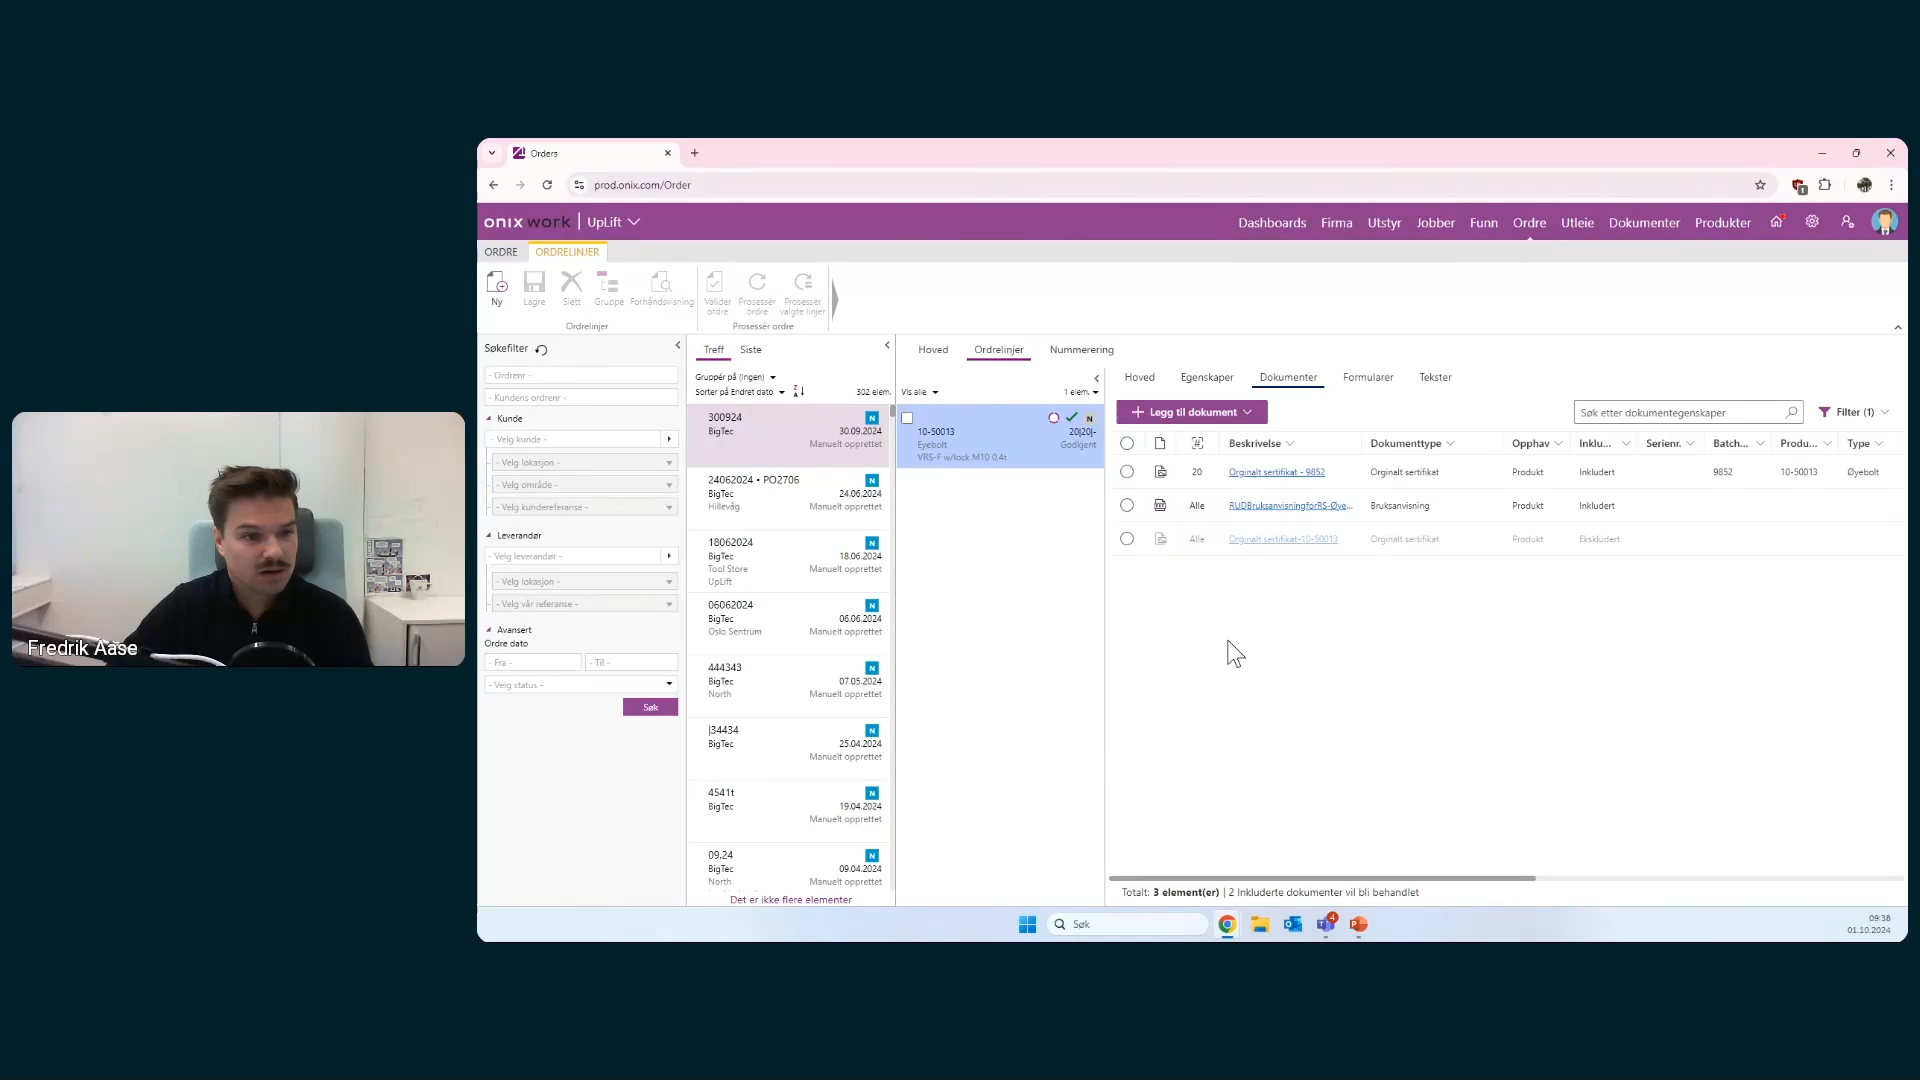 Orders
prod.onix.com/Order
onix work | UpLift
Dashboards Firma Utstyr Jobber Funn Ordre Utleie Dokumenter Produkter
ORDRE ORDRELINJER
Ny Lagre Slett Gruppe Forhåndsvisning
Valider ordre
Prosessér ordre
Prosessér valgte linjer
Ordrelinjer
Prosessér ordre
Søkefilter
- Ordrenr -
- Kundens ordrenr -
Kunde
- Velg kunde -
- Velg lokasjon -
- Velg område -
- Velg kundereferanse -
Leverandør
- Velg leverandør -
- Velg lokasjon -
- Velg vår referanse -
Avansert
Ordre dato
- Fra - - Til -
- Velg status -
Søk
Treff Siste
Gruppér på (Ingen)
Sorter på Endret dato 302 elem.
300924 N
BigTec 30.09.2024
Manuelt opprettet
24062024 • PO2706 N
BigTec 24.06.2024
Hillevåg Manuelt opprettet
18062024 N
BigTec 18.06.2024
Tool Store Manuelt opprettet
UpLift
06062024 N
BigTec 06.06.2024
Oslo Sentrum Manuelt opprettet
444343 N
BigTec 07.05.2024
North Manuelt opprettet
|34434 N
BigTec 25.04.2024
Manuelt opprettet
4541t N
BigTec 19.04.2024
Manuelt opprettet
09.24 N
BigTec 09.04.2024
North Manuelt opprettet
Det er ikke flere elementer
Hoved Ordrelinjer Nummerering
Vis alle 1 elem.
N
10-50013 20|20|-
Eyebolt Godkjent
VRS-F w/lock M10 0,4t
Hoved Egenskaper Dokumenter Formularer Tekster
Legg til dokument
Søk etter dokumentegenskaper
Filter (1)
Beskrivelse Dokumenttype Opphav Inklu... Serienr. Batch... Produ... Type
20 Orginalt sertifikat - 9852 Orginalt sertifikat Produkt Inkludert 9852 10-50013 Øyebolt
Alle RUDBruksanvisningforRS-Øye... Bruksanvisning Produkt Inkludert
Alle Orginalt sertifikat-10-50013 Orginalt sertifikat Produkt Ekskludert
Totalt: 3 element(er) | 2 Inkluderte dokumenter vil bli behandlet
Søk
4
09:38
01.10.2024
Fredrik Aase